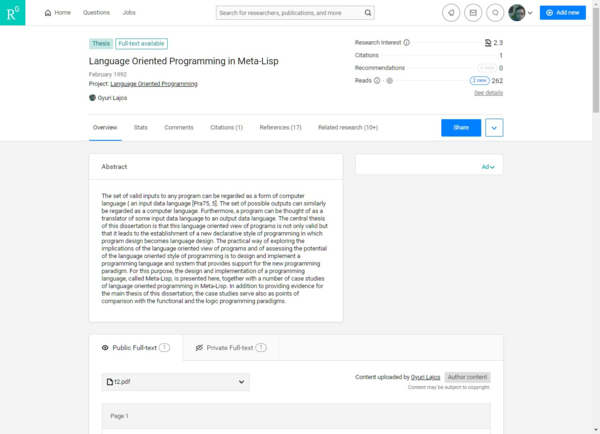 RG
Home
Questions
Jobs
Search for researchers, publications, and more
Add new
Thesis
Full-text available
Language Oriented Programming in Meta-Lisp
February 1992
Project: Language Oriented Programming
Gyuri Lajos
Research Interest
2.3
Citations
1
Recommendations
0
Reads
1 new
262
See details
Overview
Stats
Comments
Citations (1)
References (17)
Related research (10+)
Share
Abstract
The set of valid inputs to any program can be regarded as a form of computer
language ( an input data language [Pra75, 5]. The set of possible outputs can similarly
be regarded as a computer language. Furthermore, a program can be thought of as a
translator of some input data language to an output data language. The central thesis
of this dissertation is that this language oriented view of programs is not only valid but
that it leads to the establishment of a new declarative style of programming in which
program design becomes language design. The practical way of exploring the
implications of the language oriented view of programs and of assessing the potential
of the language oriented style of programming is to design and implement a
programming language and system that provides support for the new programming
paradigm. For this purpose, the design and implementation of a programming
language, called Meta-Lisp, is presented here, together with a number of case studies
of language oriented programming in Meta-Lisp. In addition to providing evidence for
the main thesis of this dissertation, the case studies serve also as points of
comparison with the functional and the logic programming paradigms.
Ad
Public Full-text
1
Private Full-text
1
t2.pdf
Content uploaded by Gyuri Lajos
Author content
Content may be subject to copyright.
Page 1